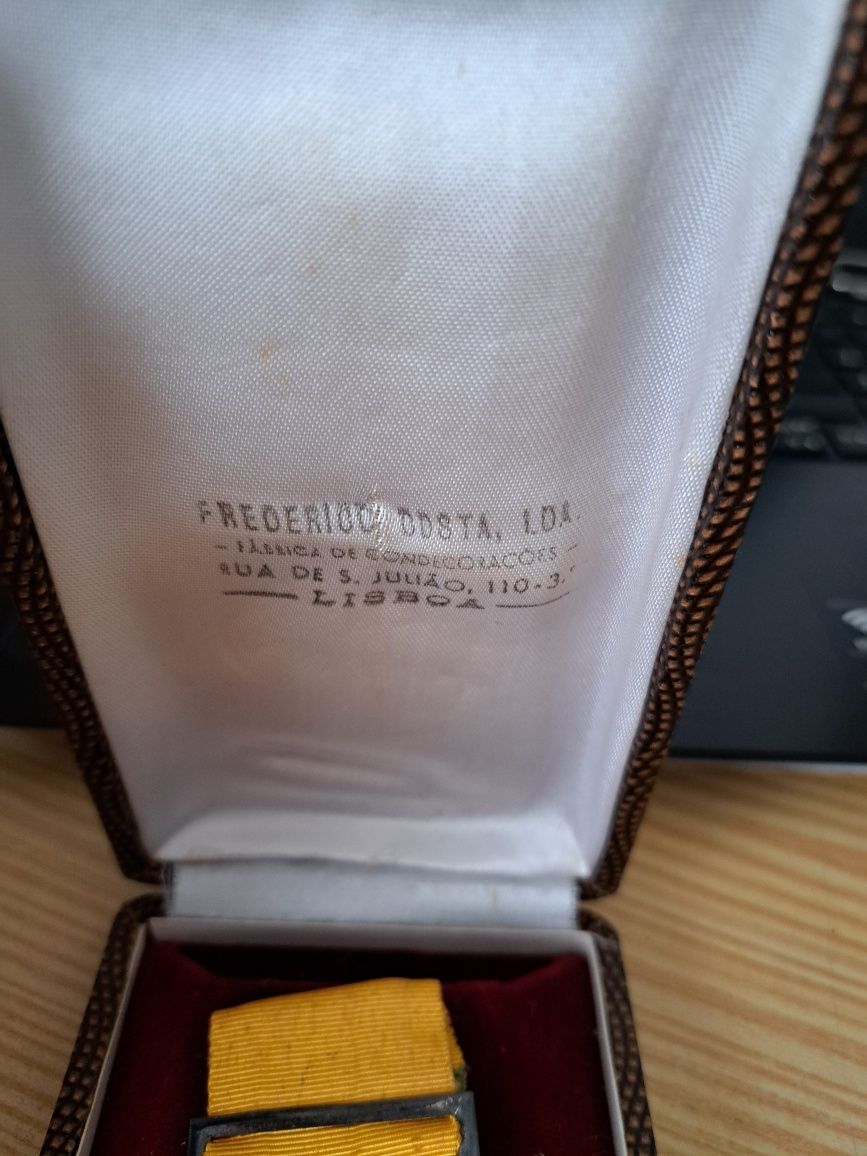 FREDERICO COSTA, LDA.
- FÁBRICA DE CONDECORAÇÕES -
RUA DE S. JULIÃO, 110-3.º
LISBOA